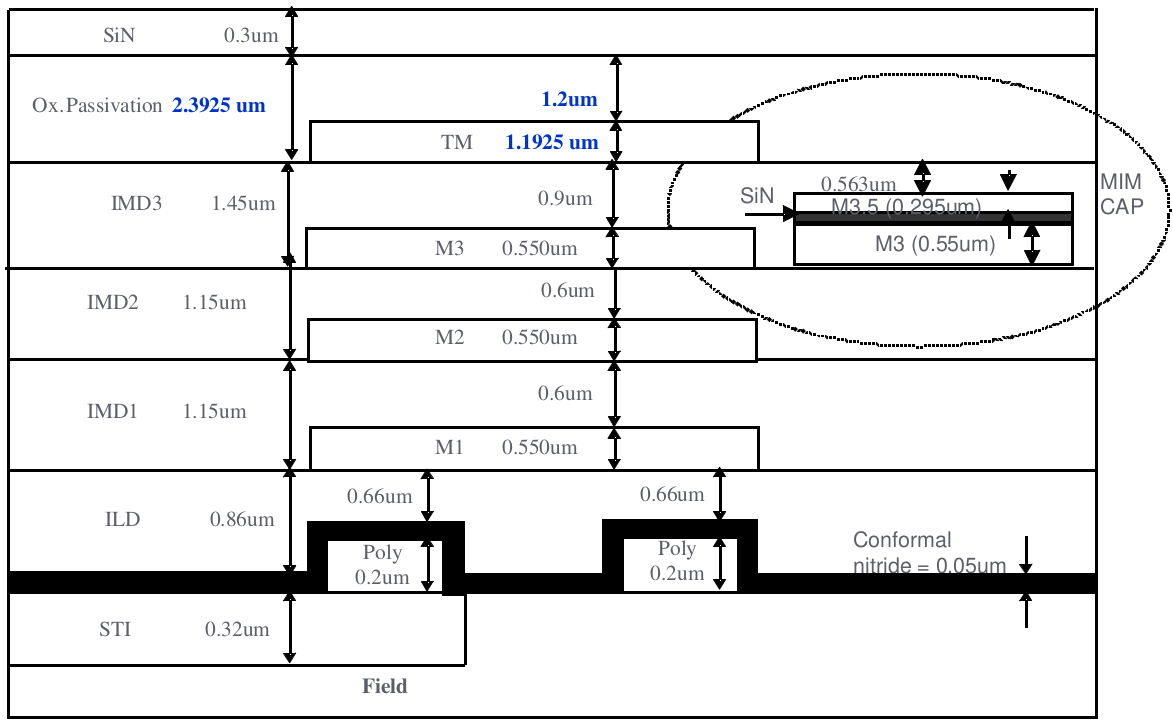 SiN 0.3um
Ox.Passivation 2.3925 um
1.2um
TM 1.1925 um
IMD3 1.45um
0.9um
M3 0.550um
SiN
0.563um
M3.5 (0.295um)
M3 (0.55um)
MIM
CAP
IMD2 1.15um
0.6um
M2 0.550um
IMD1 1.15um
0.6um
M1 0.550um
ILD 0.86um
0.66um
0.66um
Poly
0.2um
Poly
0.2um
Conformal
nitride = 0.05um
STI 0.32um
Field